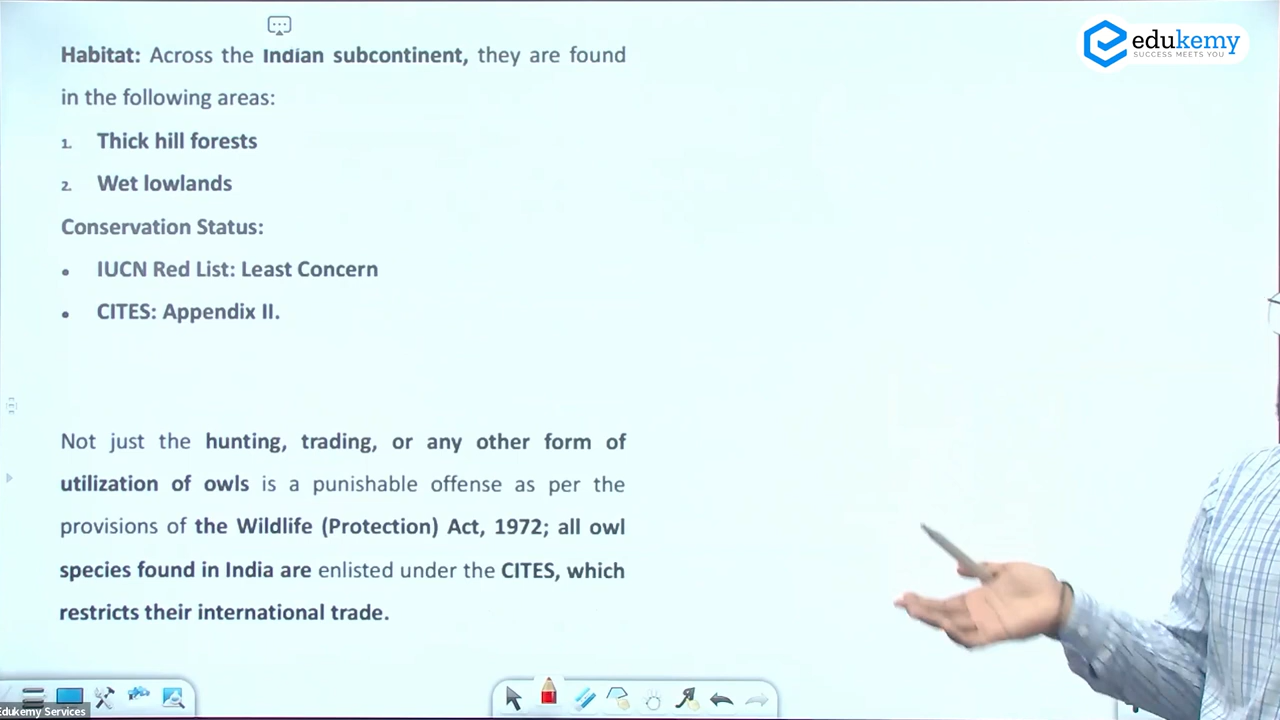 edukemy
SUCCESS MEETS YOU
Habitat: Across the Indian subcontinent, they are found
in the following areas:
1. Thick hill forests
2. Wet lowlands
Conservation Status:
• IUCN Red List: Least Concern
• CITES: Appendix II.
Not just the hunting, trading, or any other form of
utilization of owls is a punishable offense as per the
provisions of the Wildlife (Protection) Act, 1972; all owl
species found in India are enlisted under the CITES, which
restricts their international trade.
Edukemy Services